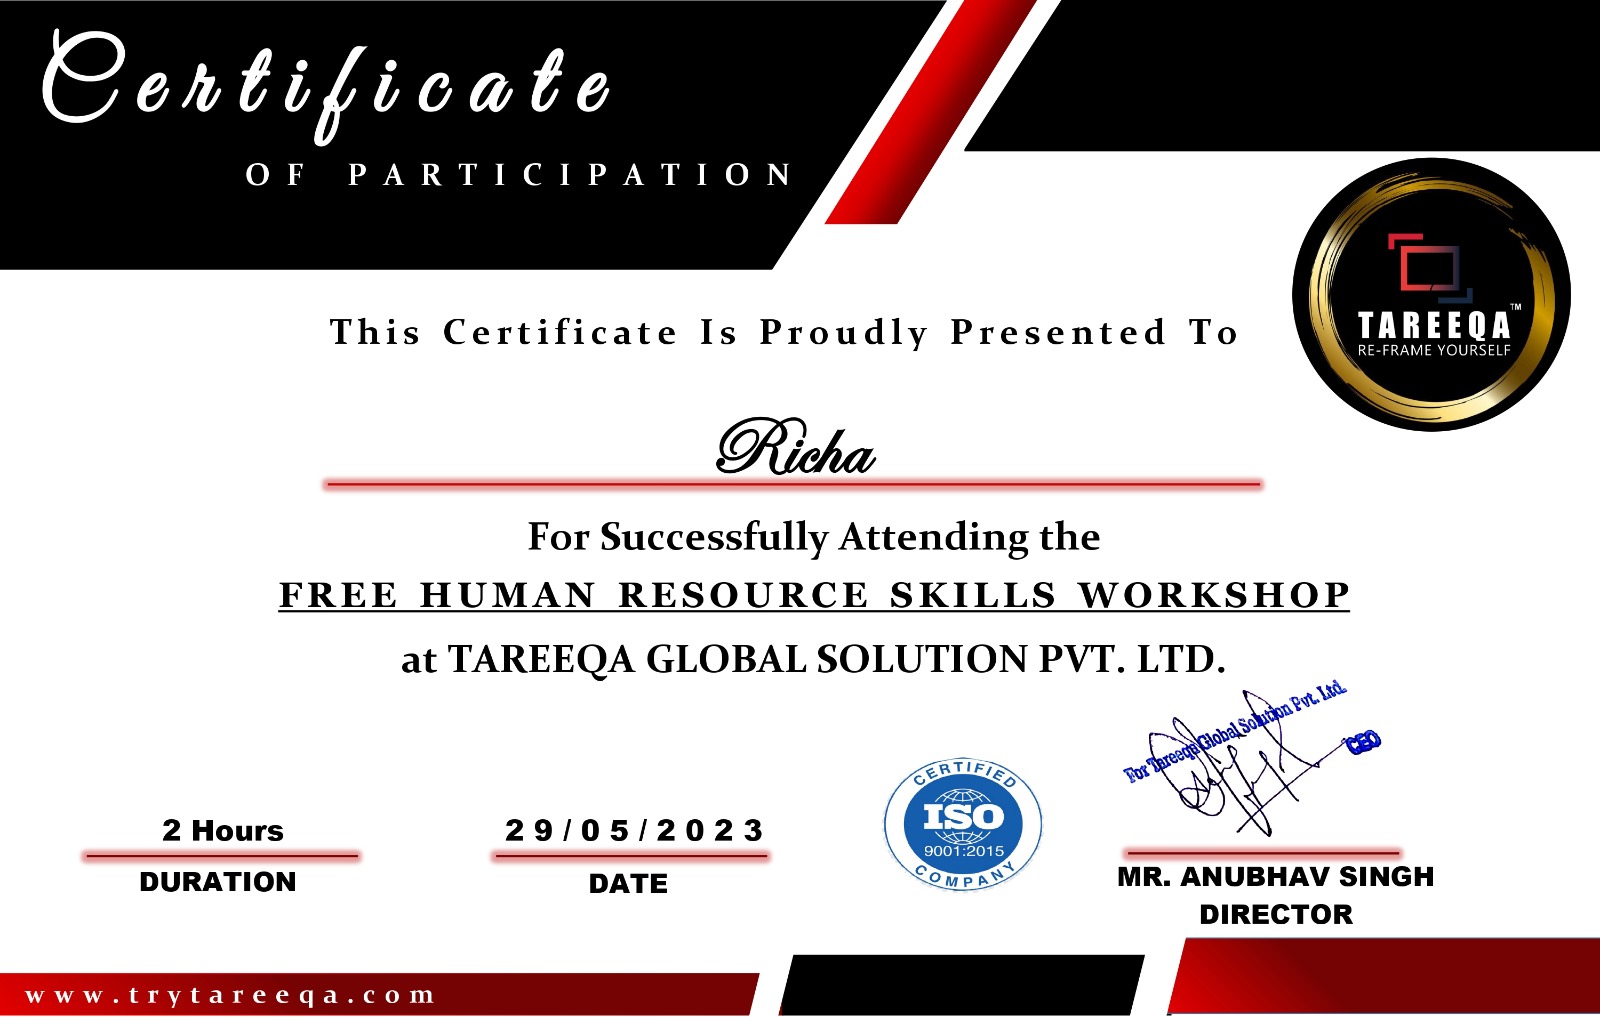 Certificate
OF PARTICIPATION
This Certificate Is Proudly Presented To
TAREEQA™
RE-FRAME YOURSELF
Richa
For Successfully Attending the
FREE HUMAN RESOURCE SKILLS WORKSHOP
at TAREEQA GLOBAL SOLUTION PVT. LTD.
For Tareeqa Global Solution Pvt. Ltd.
CEO
CERTIFIED
ISO
9001:2015
COMPANY
2 Hours
DURATION
29/05/2023
DATE
MR. ANUBHAV SINGH
DIRECTOR
www.trytareeqa.com